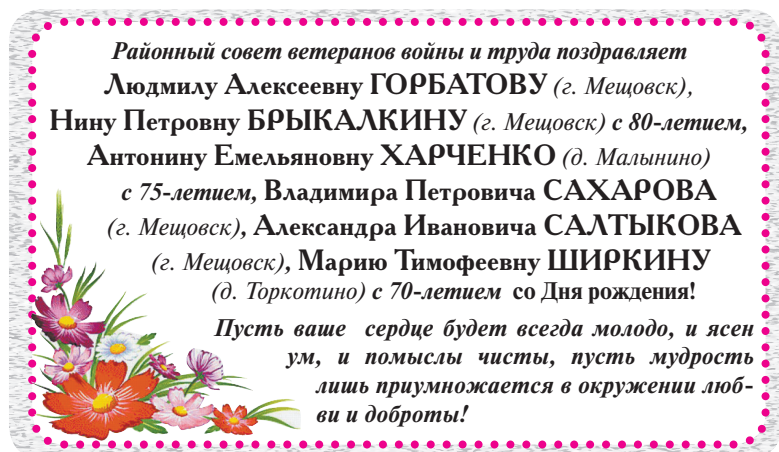 Районный совет ветеранов войны и труда поздравляет
Людмилу Алексеевну ГОРБАТОВУ (г. Мещовск),
Нину Петровну БРЫКАЛКИНУ (г. Мещовск) с 80-летием,
Антонину Емельяновну ХАРЧЕНКО (д. Малынино)
с 75-летием, Владимира Петровича САХАРОВА
(г. Мещовск), Александра Ивановича САЛТЫКОВА
(г. Мещовск), Марию Тимофеевну ШИРКИНУ
(д. Торкотино) с 70-летием со Дня рождения!
Пусть ваше сердце будет всегда молодо, и ясен
ум, и помыслы чисты, пусть мудрость
лишь приумножается в окружении люб-
ви и доброты!